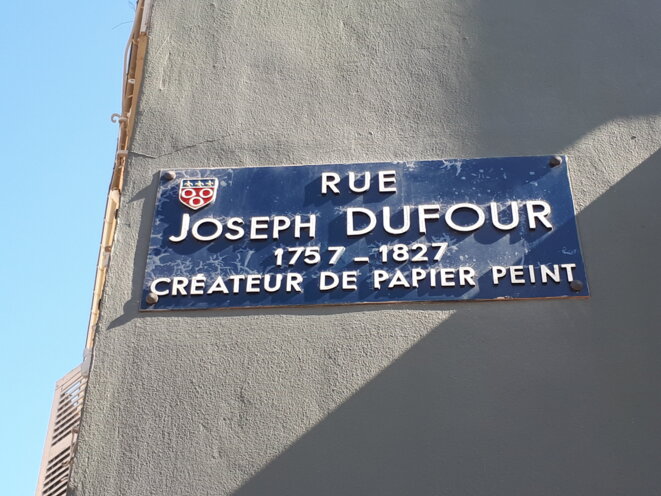 RUE
JOSEPH DUFOUR
1757 - 1827
CRÉATEUR DE PAPIER PEINT